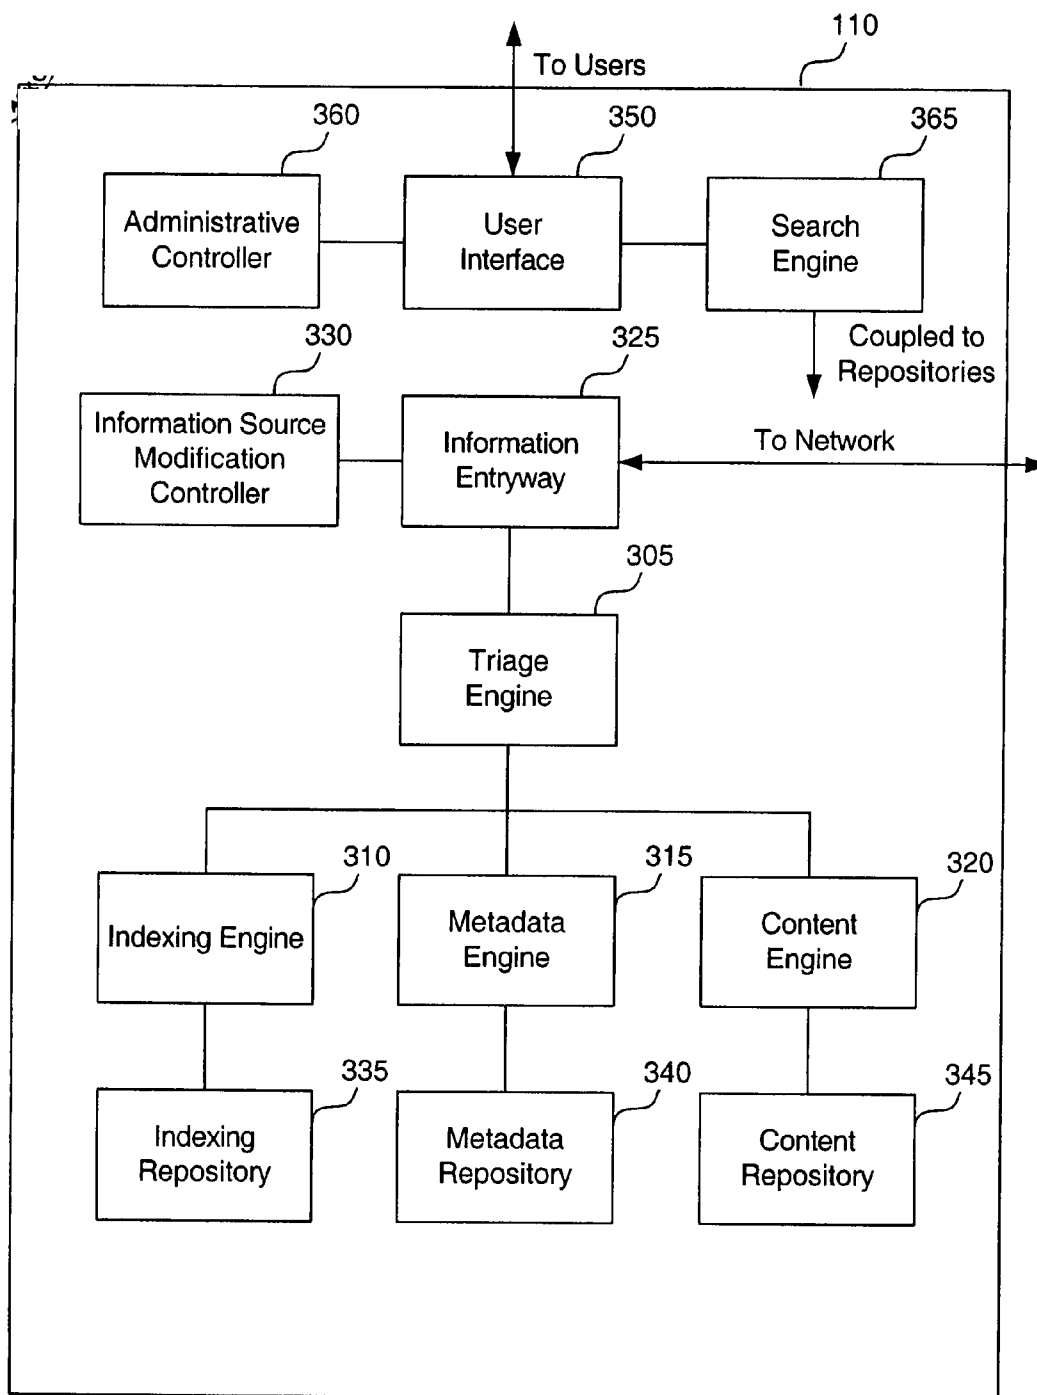 110
To Users
360
350
365
Administrative
Controller
User
Interface
Search
Engine
330
325
Coupled to
Repositories
Information Source
Modification
Controller
Information
Entryway
To Network
305
Triage
Engine
310
315
320
Indexing Engine
Metadata
Engine
Content
Engine
335
340
345
Indexing
Repository
Metadata
Repository
Content
Repository